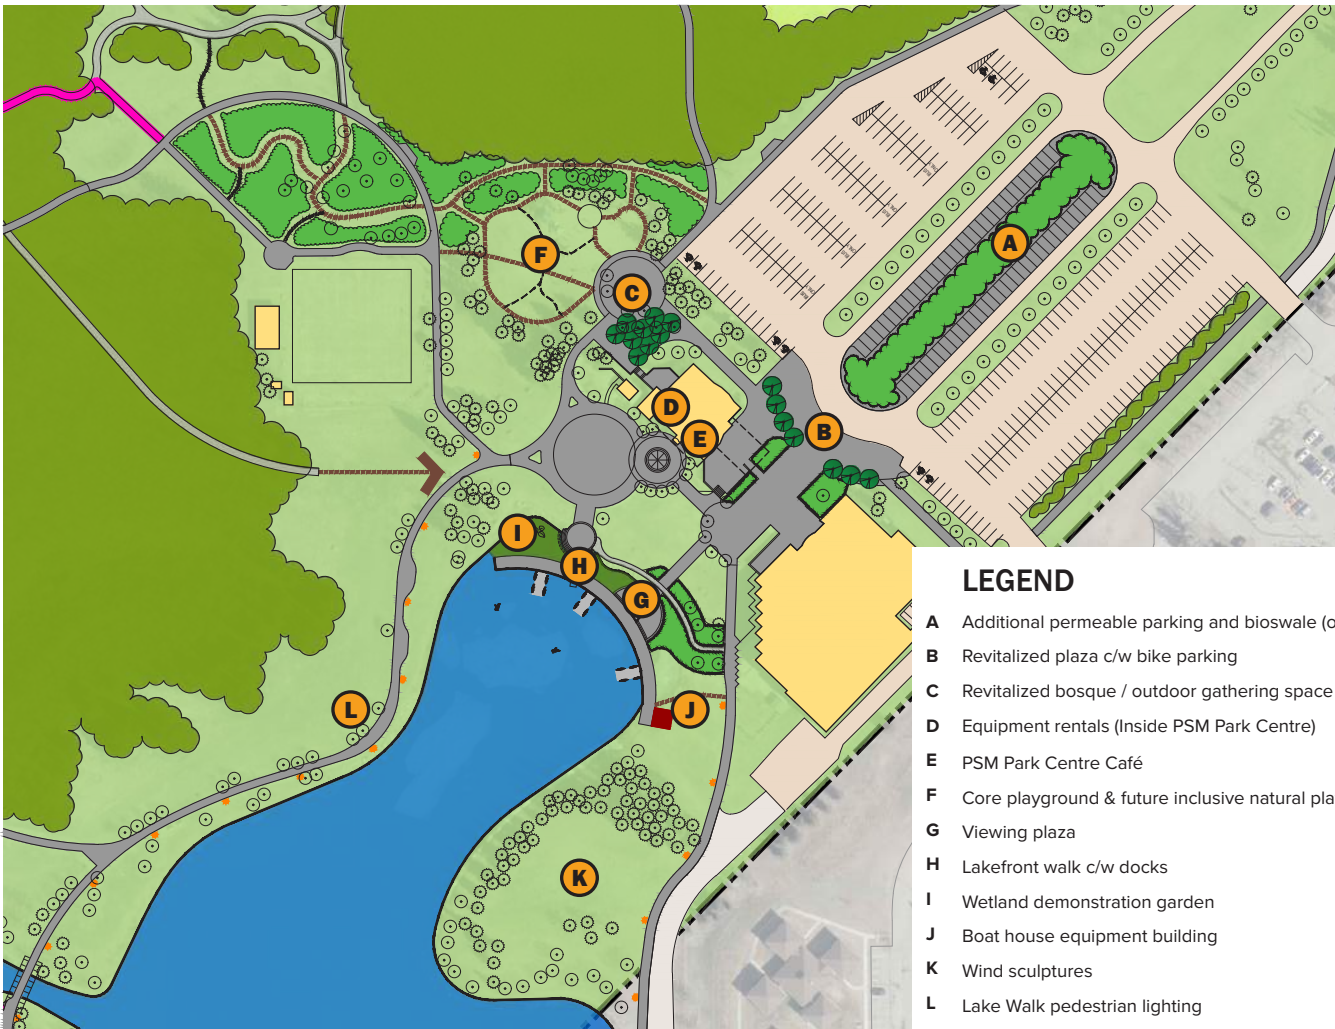 A
F
C
D
E
B
I
H
G
L
J
K
LEGEND
A Additional permeable parking and bioswale (o
B Revitalized plaza c/w bike parking
C Revitalized bosque / outdoor gathering space
D Equipment rentals (Inside PSM Park Centre)
E PSM Park Centre Café
F Core playground & future inclusive natural pla
G Viewing plaza
H Lakefront walk c/w docks
I Wetland demonstration garden
J Boat house equipment building
K Wind sculptures
L Lake Walk pedestrian lighting